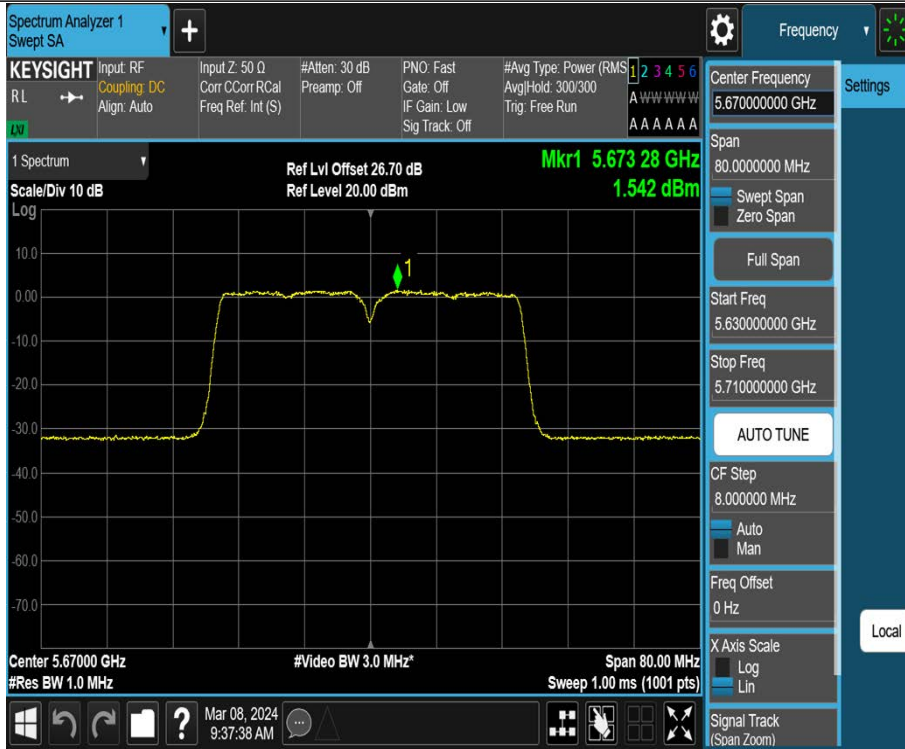 Spectrum Analyzer 1
Swept SA
+
Frequency
KEYSIGHT
RL
LXI
Input: RF
Coupling: DC
Align: Auto
Input Z: 50 Ω
Corr CCorr RCal
Freq Ref: Int (S)
#Atten: 30 dB
Preamp: Off
PNO: Fast
Gate: Off
IF Gain: Low
Sig Track: Off
#Avg Type: Power (RMS
Avg|Hold: 300/300
Trig: Free Run
1 2 3 4 5 6
A W W W W W
A A A A A A
1 Spectrum
Scale/Div 10 dB
Log
Ref Lvl Offset 26.70 dB
Ref Level 20.00 dBm
Mkr1 5.673 28 GHz
1.542 dBm
1
10.0
0.00
-10.0
-20.0
-30.0
-40.0
-50.0
-60.0
-70.0
Center 5.67000 GHz
#Res BW 1.0 MHz
#Video BW 3.0 MHz*
Span 80.00 MHz
Sweep 1.00 ms (1001 pts)
?
Mar 08, 2024
9:37:38 AM
Center Frequency
5.670000000 GHz
Settings
Span
80.0000000 MHz
Swept Span
Zero Span
Full Span
Start Freq
5.630000000 GHz
Stop Freq
5.710000000 GHz
AUTO TUNE
CF Step
8.000000 MHz
Auto
Man
Freq Offset
0 Hz
Local
X Axis Scale
Log
Lin
Signal Track
(Span Zoom)